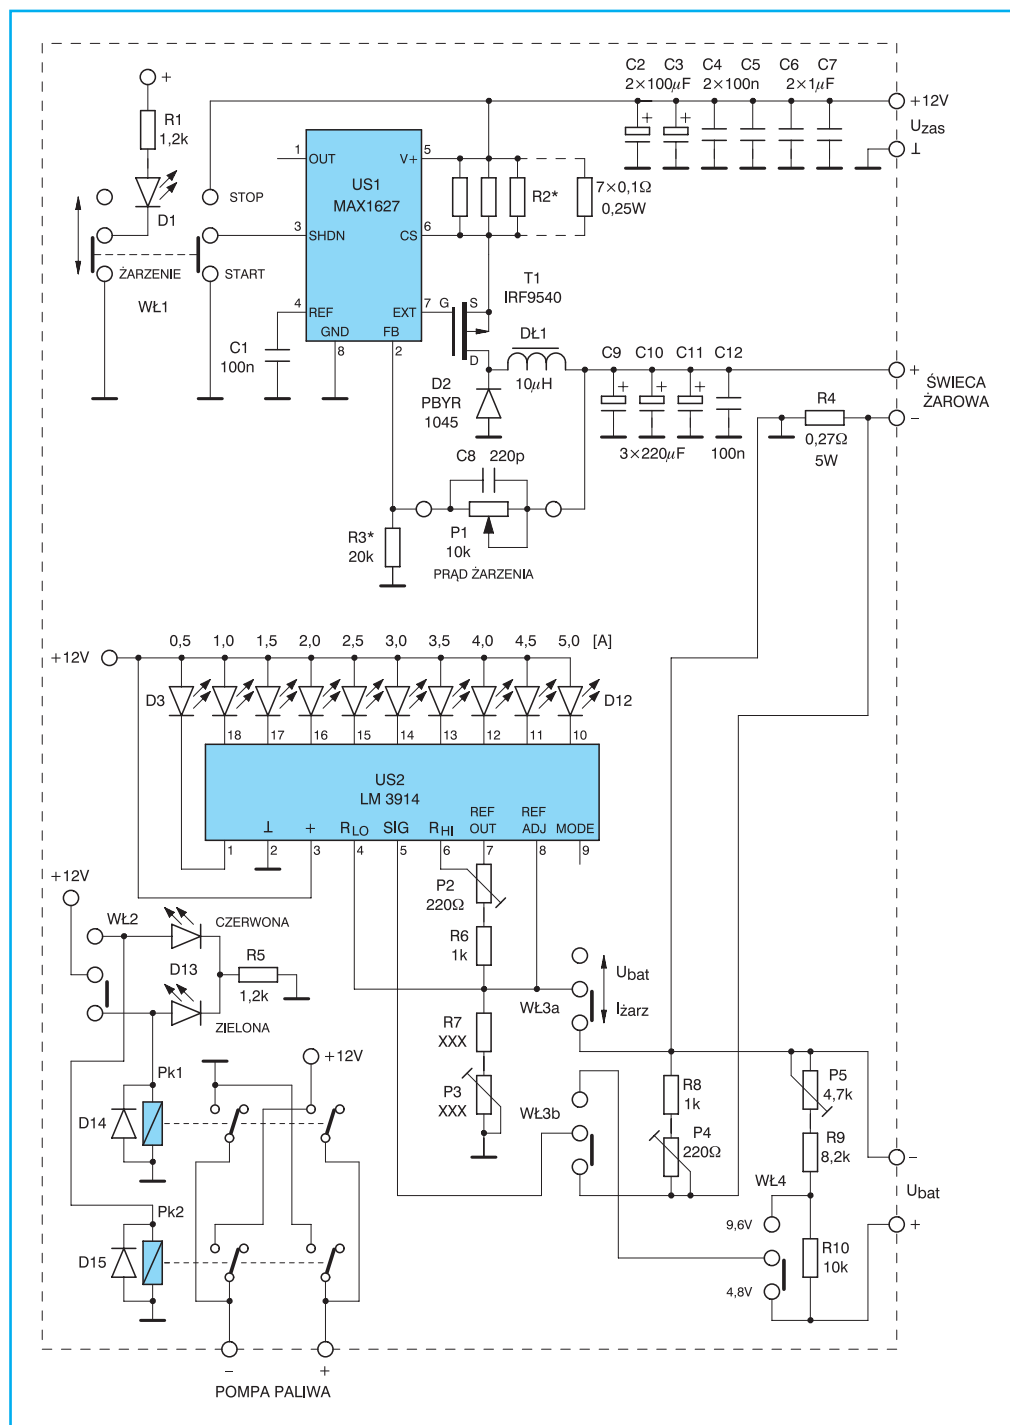 C2 C3 C4 C5 C6 C7
2×100µF 2×100n 2×1µF
+
R1
1,2k
+ +
+12V
Uzas
⊥
1 OUT
V+ 5
US1
MAX1627
R2*
7×0,1Ω
0,25W
STOP
D1
3 SHDN
CS 6
ŻARZENIE
START
WŁ1
T1
IRF9540
4 REF
EXT 7
G S
D
GND
8
FB
2
C1
100n
DŁ1
10µH
D2
PBYR
1045
C9 C10 C11 C12
+ + +
3×220µF 100n
+
ŚWIECA
ŻAROWA
-
R4
0,27Ω
5W
C8 220p
R3*
20k
P1
10k
PRĄD ŻARZENIA
0,5 1,0 1,5 2,0 2,5 3,0 3,5 4,0 4,5 5,0 [A]
+12V
D3
D12
18 17 16 15 14 13 12 11 10
US2
LM 3914
⊥ + RLO SIG RHI REF OUT REF ADJ MODE
1 2 3 4 5 6 7 8 9
+12V
P2
220Ω
WŁ2
CZERWONA
R6
1k
D13
R5
1,2k
ZIELONA
Ubat
WŁ3a
Iżarz
R7
XXX
+12V
Pk1
P3
XXX
R8
1k
P5
4,7k
D14
WŁ3b
P4
220Ω
R9
8,2k
-
Ubat
+
WŁ4
Pk2
9,6V
D15
R10
10k
4,8V
- +
POMPA PALIWA